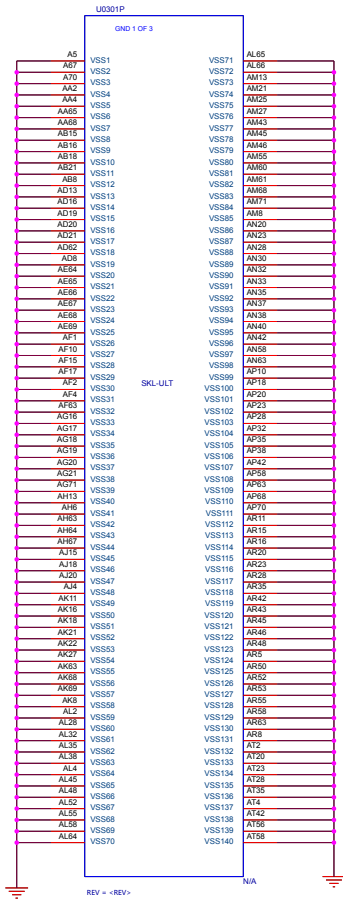 U0301P
GND 1 OF 3
A5 VSS1 VSS71 AL65
A67 VSS2 VSS72 AL66
A70 VSS3 VSS73 AM13
AA2 VSS4 VSS74 AM21
AA4 VSS5 VSS75 AM25
AA65 VSS6 VSS76 AM27
AA68 VSS7 VSS77 AM43
AB15 VSS8 VSS78 AM45
AB16 VSS9 VSS79 AM46
AB18 VSS10 VSS80 AM55
AB21 VSS11 VSS81 AM60
AB8 VSS12 VSS82 AM61
AD13 VSS13 VSS83 AM68
AD16 VSS14 VSS84 AM71
AD19 VSS15 VSS85 AM8
AD20 VSS16 VSS86 AN20
AD21 VSS17 VSS87 AN23
AD62 VSS18 VSS88 AN28
AD8 VSS19 VSS89 AN30
AE64 VSS20 VSS90 AN32
AE65 VSS21 VSS91 AN33
AE66 VSS22 VSS92 AN35
AE67 VSS23 VSS93 AN37
AE68 VSS24 VSS94 AN38
AE69 VSS25 VSS95 AN40
AF1 VSS26 VSS96 AN42
AF10 VSS27 VSS97 AN58
AF15 VSS28 VSS98 AN63
AF17 VSS29 VSS99 AP10
AF2 VSS30 SKL-ULT VSS100 AP18
AF4 VSS31 VSS101 AP20
AF63 VSS32 VSS102 AP23
AG16 VSS33 VSS103 AP28
AG17 VSS34 VSS104 AP32
AG18 VSS35 VSS105 AP35
AG19 VSS36 VSS106 AP38
AG20 VSS37 VSS107 AP42
AG21 VSS38 VSS108 AP58
AG71 VSS39 VSS109 AP63
AH13 VSS40 VSS110 AP68
AH6 VSS41 VSS111 AP70
AH63 VSS42 VSS112 AR11
AH64 VSS43 VSS113 AR15
AH67 VSS44 VSS114 AR16
AJ15 VSS45 VSS115 AR20
AJ18 VSS46 VSS116 AR23
AJ20 VSS47 VSS117 AR28
AJ4 VSS48 VSS118 AR35
AK11 VSS49 VSS119 AR42
AK16 VSS50 VSS120 AR43
AK18 VSS51 VSS121 AR45
AK21 VSS52 VSS122 AR46
AK22 VSS53 VSS123 AR48
AK27 VSS54 VSS124 AR5
AK63 VSS55 VSS125 AR50
AK68 VSS56 VSS126 AR52
AK69 VSS57 VSS127 AR53
AK8 VSS58 VSS128 AR55
AL2 VSS59 VSS129 AR58
AL28 VSS60 VSS130 AR63
AL32 VSS61 VSS131 AR8
AL35 VSS62 VSS132 AT2
AL38 VSS63 VSS133 AT20
AL4 VSS64 VSS134 AT23
AL45 VSS65 VSS135 AT28
AL48 VSS66 VSS136 AT35
AL52 VSS67 VSS137 AT4
AL55 VSS68 VSS138 AT42
AL58 VSS69 VSS139 AT56
AL64 VSS70 VSS140 AT58
N/A
REV = <REV>